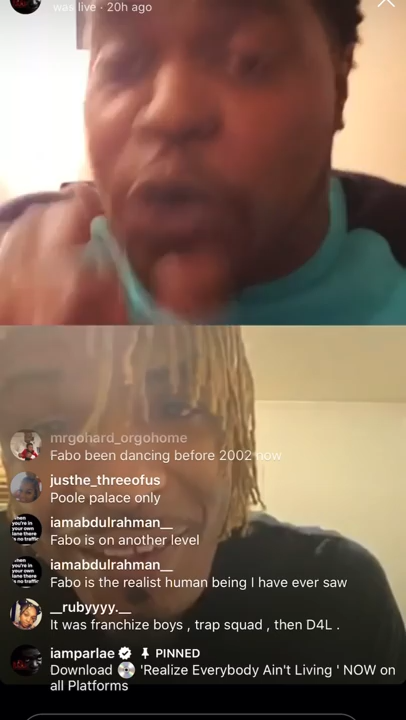 was live · 20h ago
mrgohard_orgohome
Fabo been dancing before 2002 now
justhe_threeofus
Poole palace only
iamabdulrahman__
Fabo is on another level
iamabdulrahman__
Fabo is the realist human being I have ever saw
__rubyyyy.__
It was franchize boys , trap squad , then D4L .
iamparlae PINNED
Download 💿 'Realize Everybody Ain't Living ' NOW on
all Platforms